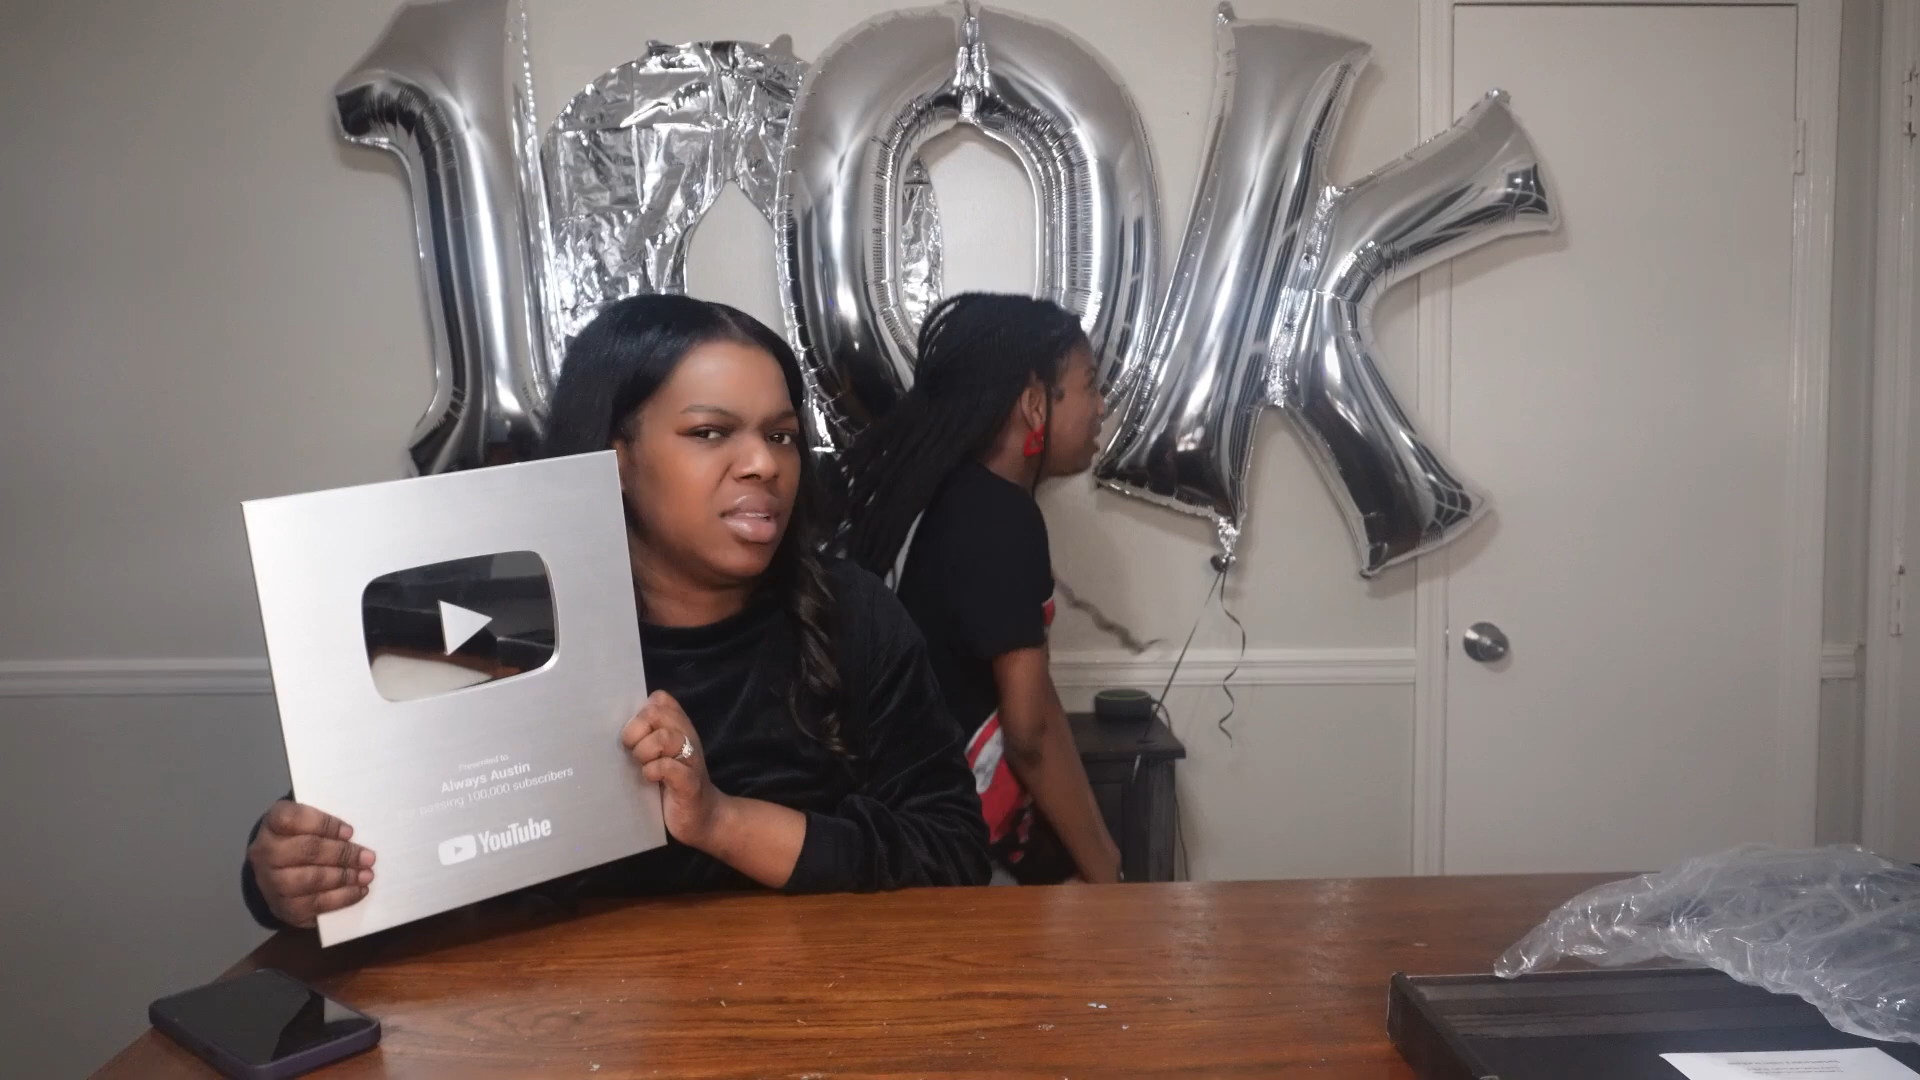 100K
Presented to
Always Austin
For passing 100,000 subscribers
YouTube